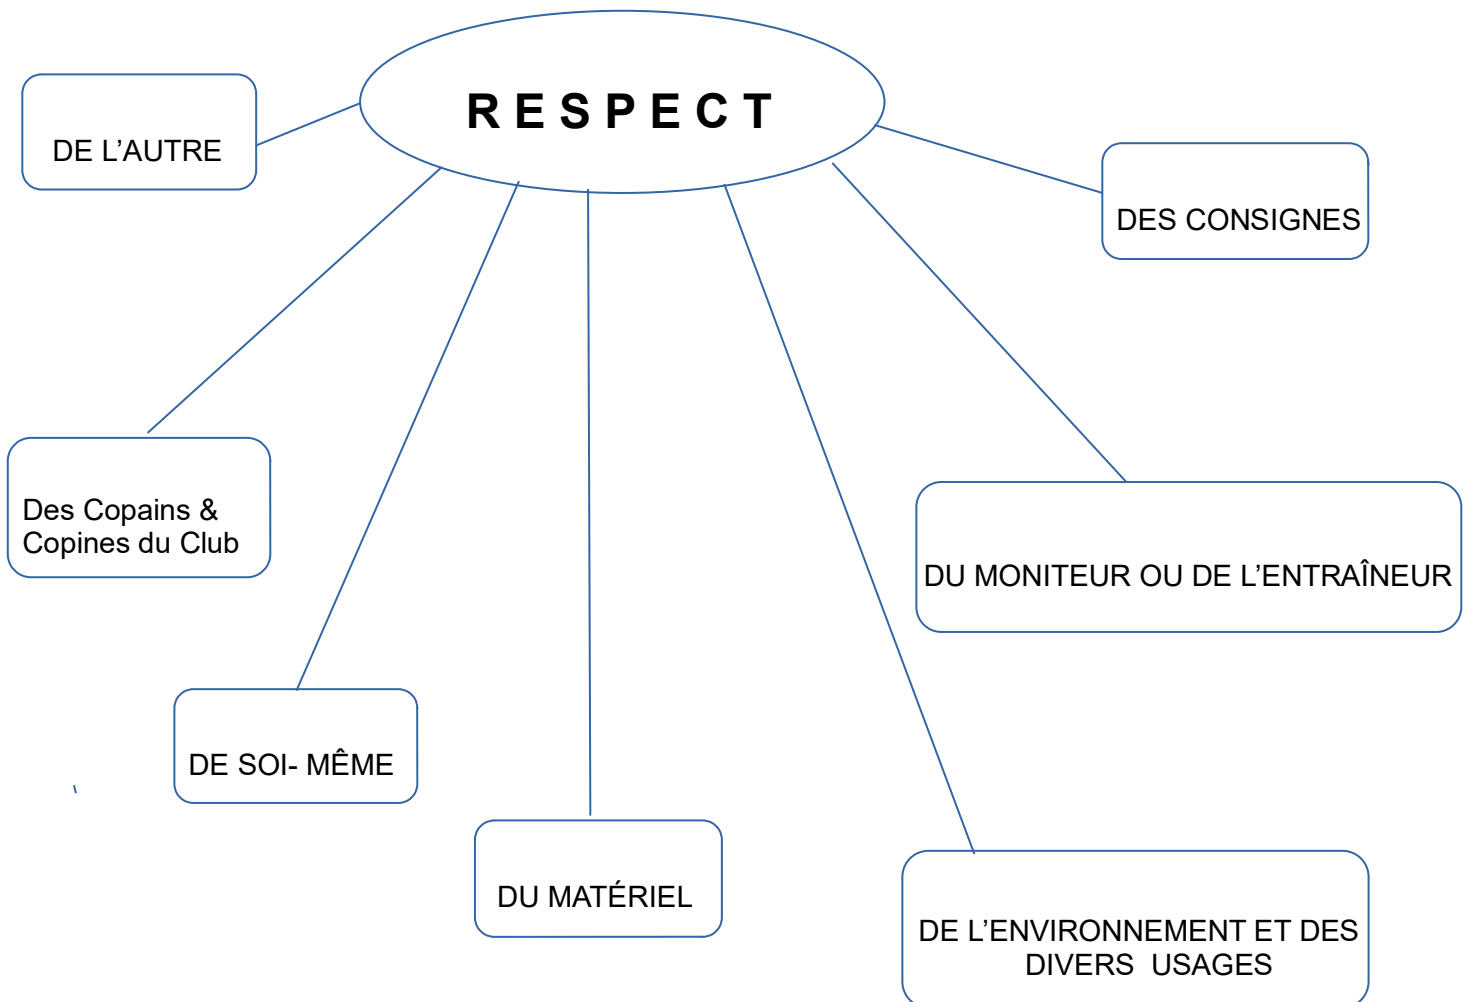 R E S P E C T
DE L'AUTRE
DES CONSIGNES
Des Copains &
Copines du Club
DU MONITEUR OU DE L'ENTRAÎNEUR
DE SOI- MÊME
DU MATÉRIEL
DE L'ENVIRONNEMENT ET DES
DIVERS  USAGES